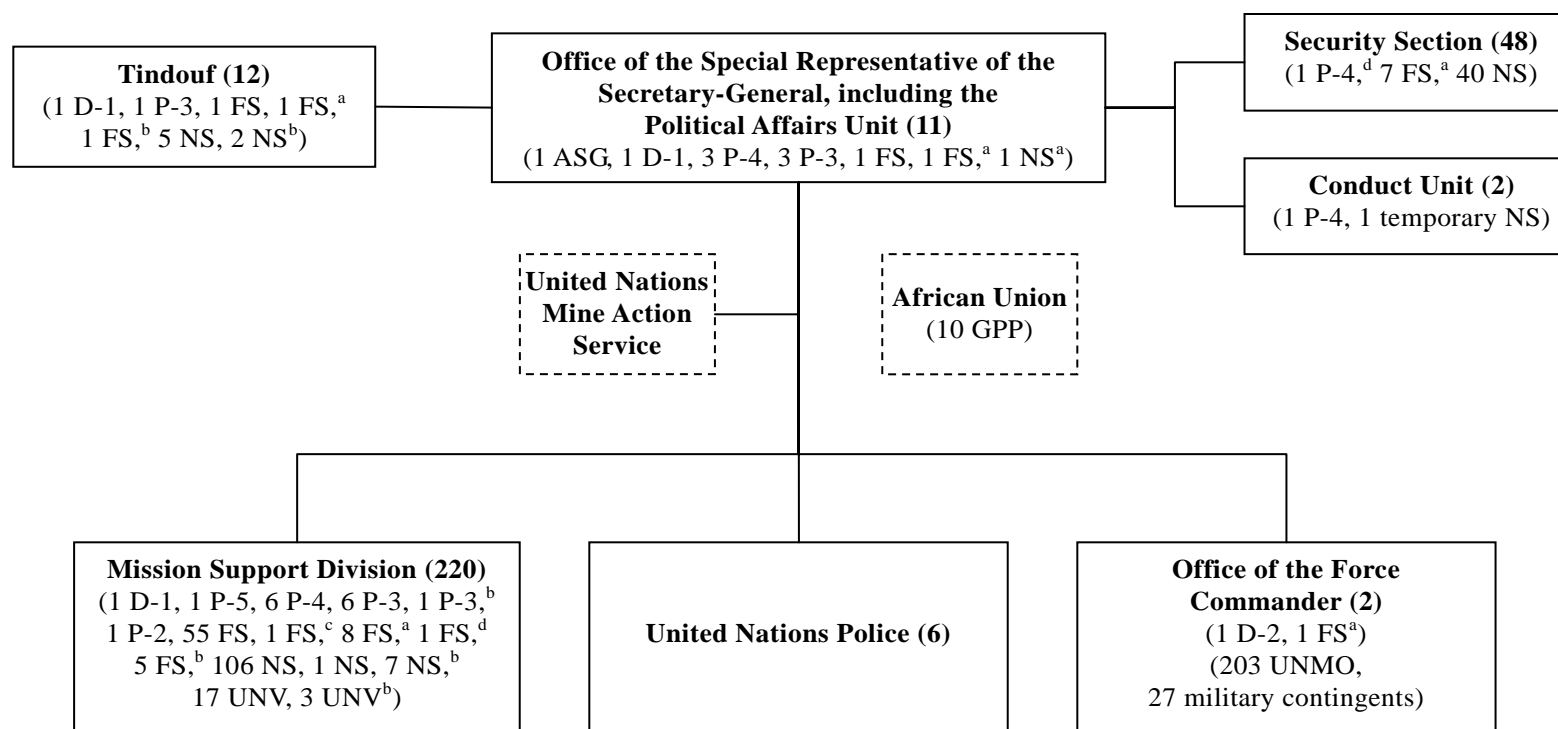 Tindouf (12)
(1 D-1, 1 P-3, 1 FS, 1 FS,a
1 FS,b 5 NS, 2 NSb)
Office of the Special Representative of the
Secretary-General, including the
Political Affairs Unit (11)
(1 ASG, 1 D-1, 3 P-4, 3 P-3, 1 FS, 1 FS,a 1 NSa)
Security Section (48)
(1 P-4,d 7 FS,a 40 NS)
Conduct Unit (2)
(1 P-4, 1 temporary NS)
United Nations
Mine Action
Service
African Union
(10 GPP)
Mission Support Division (220)
(1 D-1, 1 P-5, 6 P-4, 6 P-3, 1 P-3,b
1 P-2, 55 FS, 1 FS,c 8 FS,a 1 FS,d
5 FS,b 106 NS, 1 NS, 7 NS,b
17 UNV, 3 UNVb)
United Nations Police (6)
Office of the Force
Commander (2)
(1 D-2, 1 FSa)
(203 UNMO,
27 military contingents)